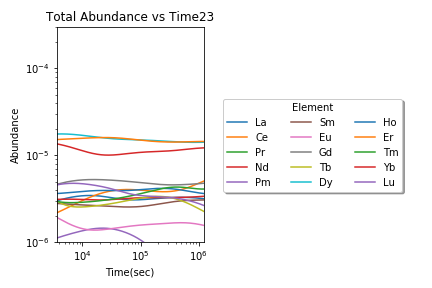 Total Abundance vs Time23
Abundance
10⁻⁴
10⁻⁵
10⁻⁶
10⁴ 10⁵ 10⁶
Time(sec)
Element
La Sm Ho
Ce Eu Er
Pr Gd Tm
Nd Tb Yb
Pm Dy Lu